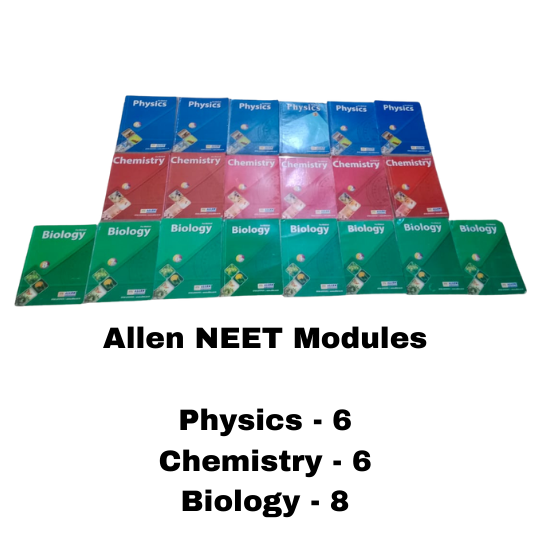 Physics Physics Physics Physics Physics Physics
Chemistry Chemistry Chemistry Chemistry Chemistry Chemistry
Biology Biology Biology Biology Biology Biology Biology Biology
Allen NEET Modules
Physics - 6
Chemistry - 6
Biology - 8